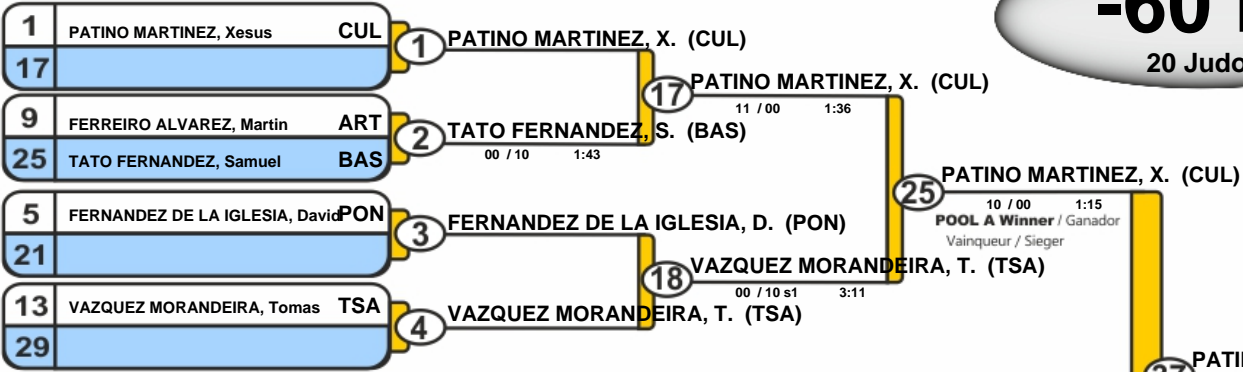 -60
20 Judo
1 PATINO MARTINEZ, Xesus CUL
17
1
PATINO MARTINEZ, X. (CUL)
9 FERREIRO ALVAREZ, Martin ART
25 TATO FERNANDEZ, Samuel BAS
2
TATO FERNANDEZ, S. (BAS)
00 / 10 1:43
17
PATINO MARTINEZ, X. (CUL)
11 / 00 1:36
5 FERNANDEZ DE LA IGLESIA, David PON
21
3
FERNANDEZ DE LA IGLESIA, D. (PON)
13 VAZQUEZ MORANDEIRA, Tomas TSA
29
4
VAZQUEZ MORANDEIRA, T. (TSA)
18
VAZQUEZ MORANDEIRA, T. (TSA)
00 / 10 s1 3:11
25
PATINO MARTINEZ, X. (CUL)
10 / 00 1:15
POOL A Winner / Ganador
Vainqueur / Sieger